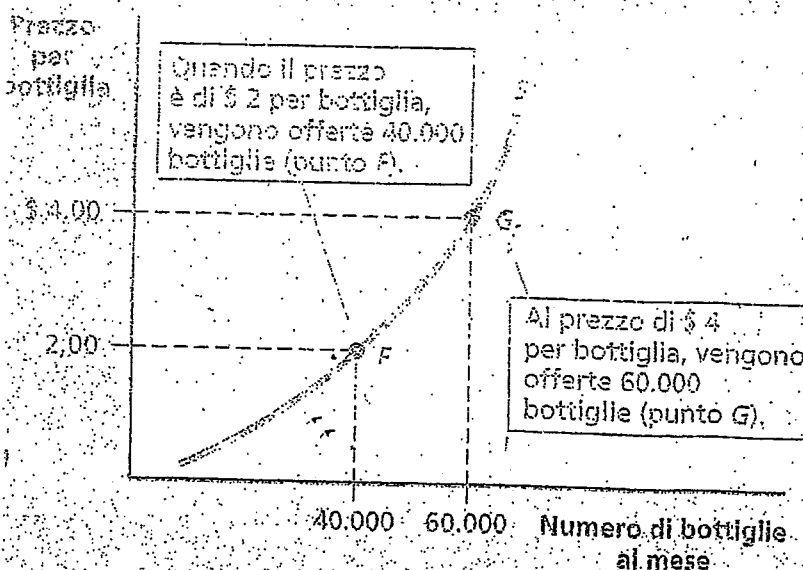 Prezzo
per
bottiglia
Quando il prezzo
è di $ 2 per bottiglia,
vengono offerte 40.000
bottiglie (punto F).
S
$ 4,00
G
Al prezzo di $ 4
per bottiglia, vengono
offerte 60.000
bottiglie (punto G).
2,00
F
40.000 60.000 Numero di bottiglie
al mese